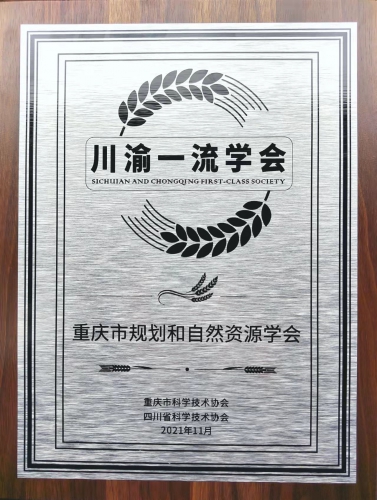 川渝一流学会
SICHUAN AND CHONGQING FIRST-CLASS SOCIETY
重庆市规划和自然资源学会
重庆市科学技术协会
四川省科学技术协会
2021年11月